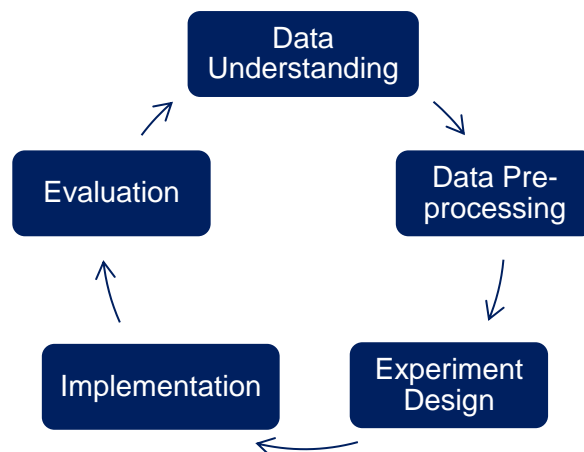 Data
Understanding
Data Pre-
processing
Experiment
Design
Implementation
Evaluation